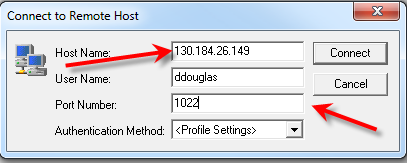 Connect to Remote Host
Host Name: 130.184.26.149 Connect
User Name: ddouglas Cancel
Port Number: 1022
Authentication Method: <Profile Settings>